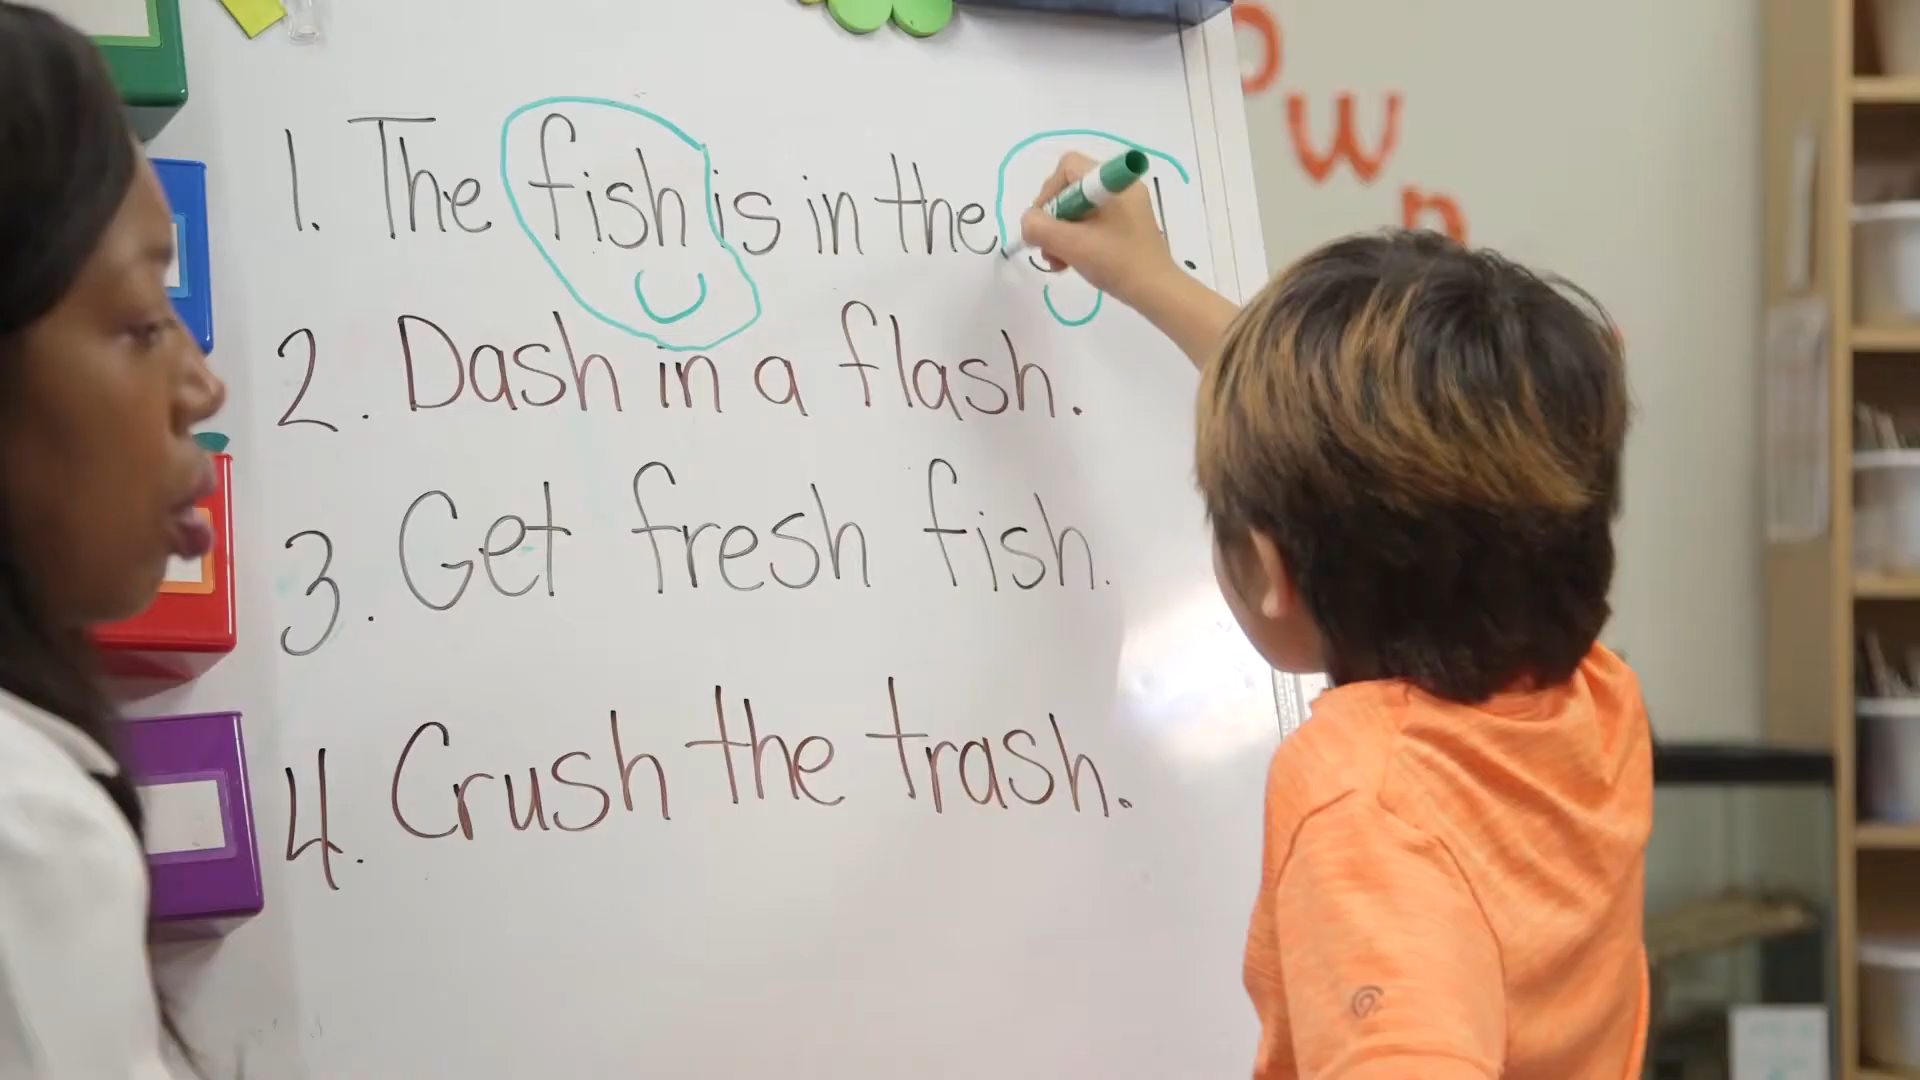 1. The fish is in the
2. Dash in a flash.
3. Get fresh fish.
4. Crush the trash.
o
w
n